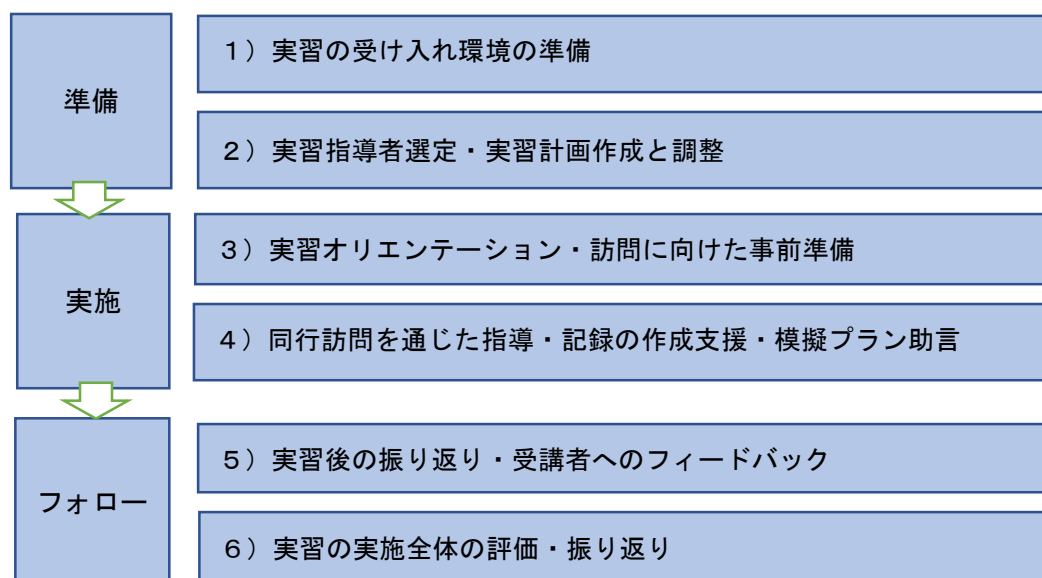 準備
1）実習の受け入れ環境の準備
2）実習指導者選定・実習計画作成と調整
実施
3）実習オリエンテーション・訪問に向けた事前準備
4）同行訪問を通じた指導・記録の作成支援・模擬プラン助言
フォロー
5）実習後の振り返り・受講者へのフィードバック
6）実習の実施全体の評価・振り返り